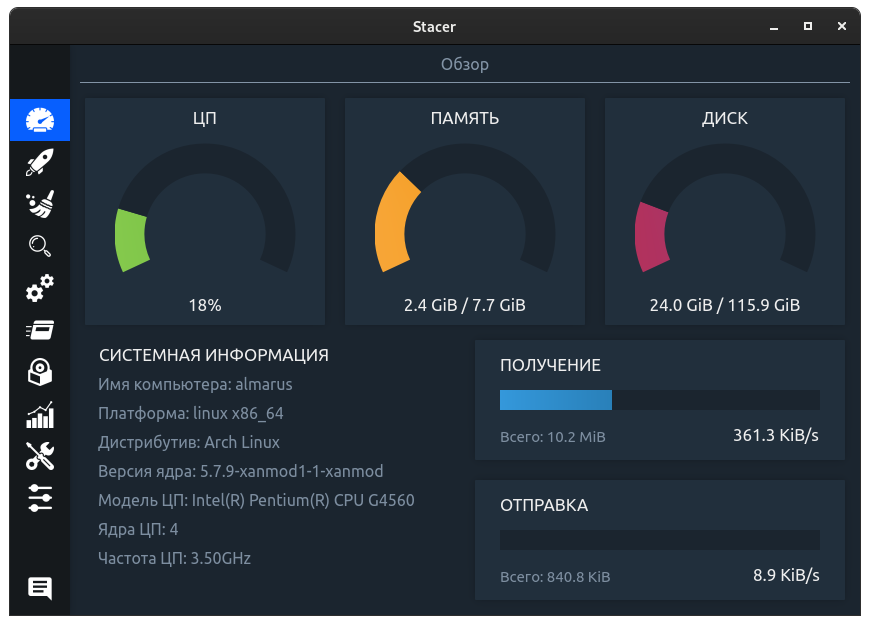 Stacer
Обзор
ЦП
ПАМЯТЬ
ДИСК
18%
2.4 GiB / 7.7 GiB
24.0 GiB / 115.9 GiB
СИСТЕМНАЯ ИНФОРМАЦИЯ
Имя компьютера: almarus
Платформа: linux x86_64
Дистрибутив: Arch Linux
Версия ядра: 5.7.9-xanmod1-1-xanmod
Модель ЦП: Intel(R) Pentium(R) CPU G4560
Ядра ЦП: 4
Частота ЦП: 3.50GHz
ПОЛУЧЕНИЕ
Всего: 10.2 MiB
361.3 KiB/s
ОТПРАВКА
Всего: 840.8 KiB
8.9 KiB/s